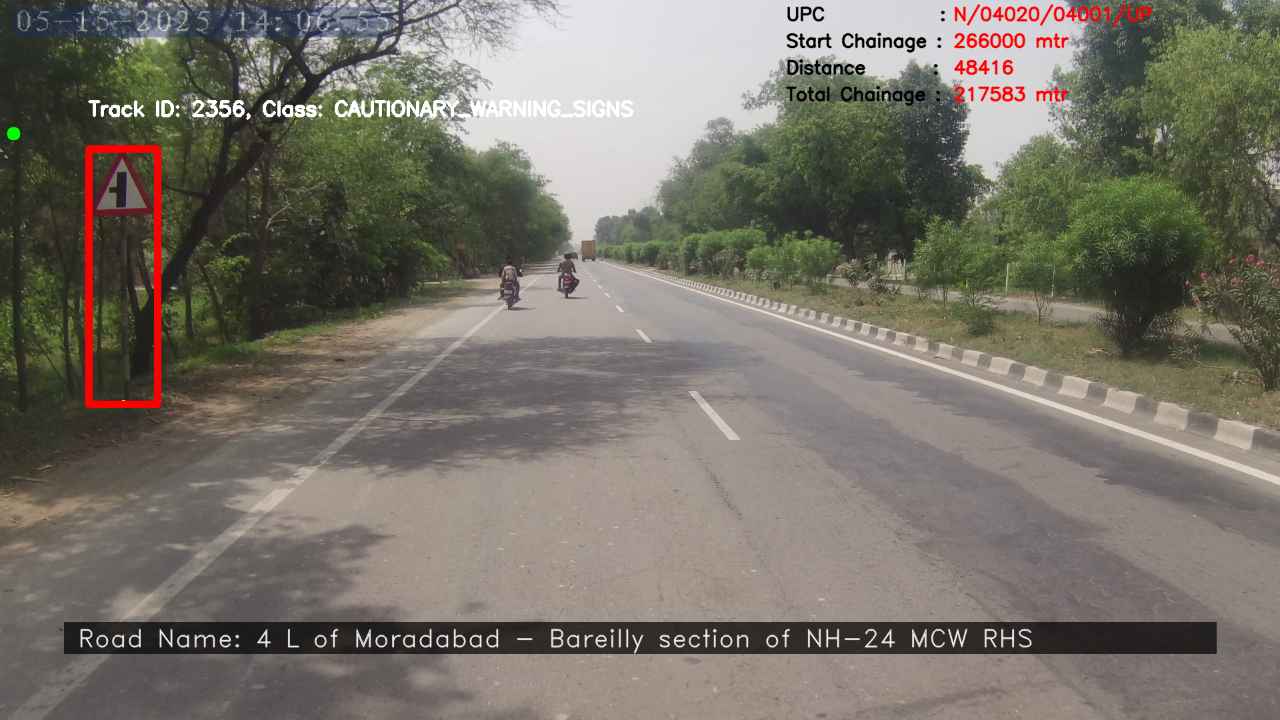 05-15-2025 14:06:55
UPC : N/04020/04001/UP
Start Chainage : 266000 mtr
Distance : 48416
Total Chainage : 217583 mtr
Track ID: 2356, Class: CAUTIONARY_WARNING_SIGNS
Road Name: 4 L of Moradabad - Bareilly section of NH-24 MCW RHS